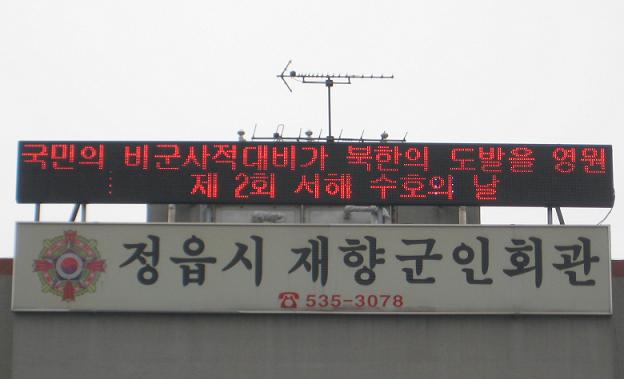 국민의 비군사적대비가 북한의 도발을 영원
제 2회 서해 수호의 날
정읍시 재향군인회관
☎ 535-3078